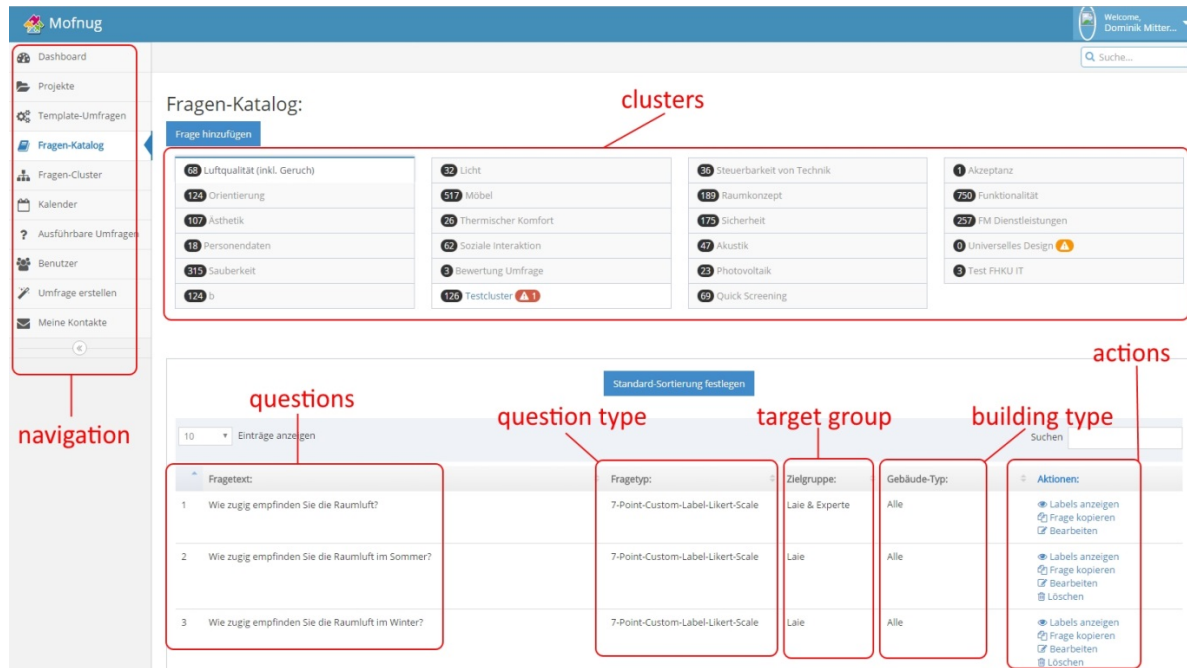 Mofnug
Welcome,
Dominik Mitter...
Suche...
Dashboard
Projekte
Template-Umfragen
Fragen-Katalog
Fragen-Cluster
Kalender
? Ausführbare Umfragen
Benutzer
Umfrage erstellen
Meine Kontakte
navigation
Fragen-Katalog:
clusters
Frage hinzufügen
68 Luftqualität (inkl. Geruch)
32 Licht
36 Steuerbarkeit von Technik
1 Akzeptanz
124 Orientierung
517 Möbel
189 Raumkonzept
750 Funktionalität
107 Ästhetik
26 Thermischer Komfort
175 Sicherheit
257 FM Dienstleistungen
18 Personendaten
62 Soziale Interaktion
47 Akustik
0 Universelles Design
315 Sauberkeit
3 Bewertung Umfrage
23 Photovoltaik
3 Test FHKU IT
124 b
126 Testcluster 1
69 Quick Screening
actions
Standard-Sortierung festlegen
questions
question type
target group
building type
10 Einträge anzeigen
Suchen
Fragetext:
Fragetyp:
Zielgruppe:
Gebäude-Typ:
Aktionen:
1 Wie zugig empfinden Sie die Raumluft?
7-Point-Custom-Label-Likert-Scale
Laie & Experte
Alle
Labels anzeigen
Frage kopieren
Bearbeiten
2 Wie zugig empfinden Sie die Raumluft im Sommer?
7-Point-Custom-Label-Likert-Scale
Laie
Alle
Labels anzeigen
Frage kopieren
Bearbeiten
Löschen
3 Wie zugig empfinden Sie die Raumluft im Winter?
7-Point-Custom-Label-Likert-Scale
Laie
Alle
Labels anzeigen
Frage kopieren
Bearbeiten
Löschen